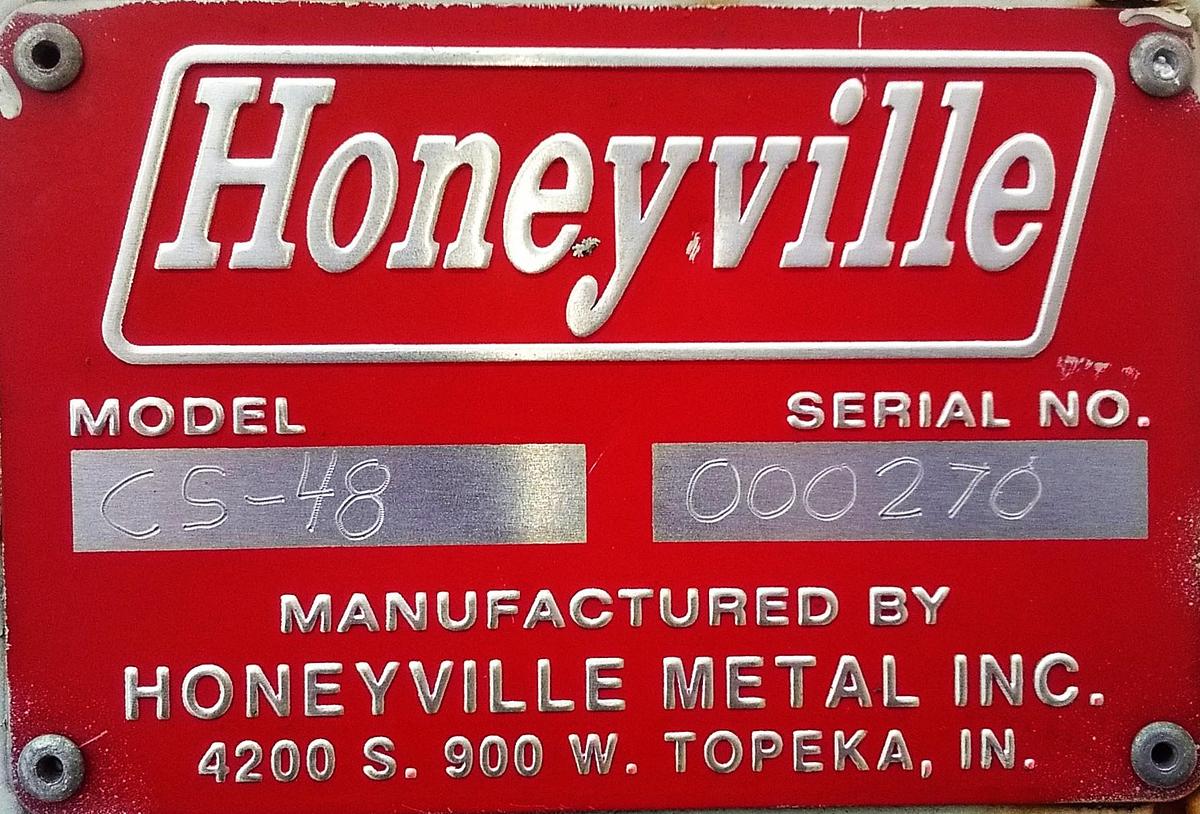 Honeyville
MODEL SERIAL NO.
CS-48 000270
MANUFACTURED BY
HONEYVILLE METAL INC.
4200 S. 900 W. TOPEKA, IN.